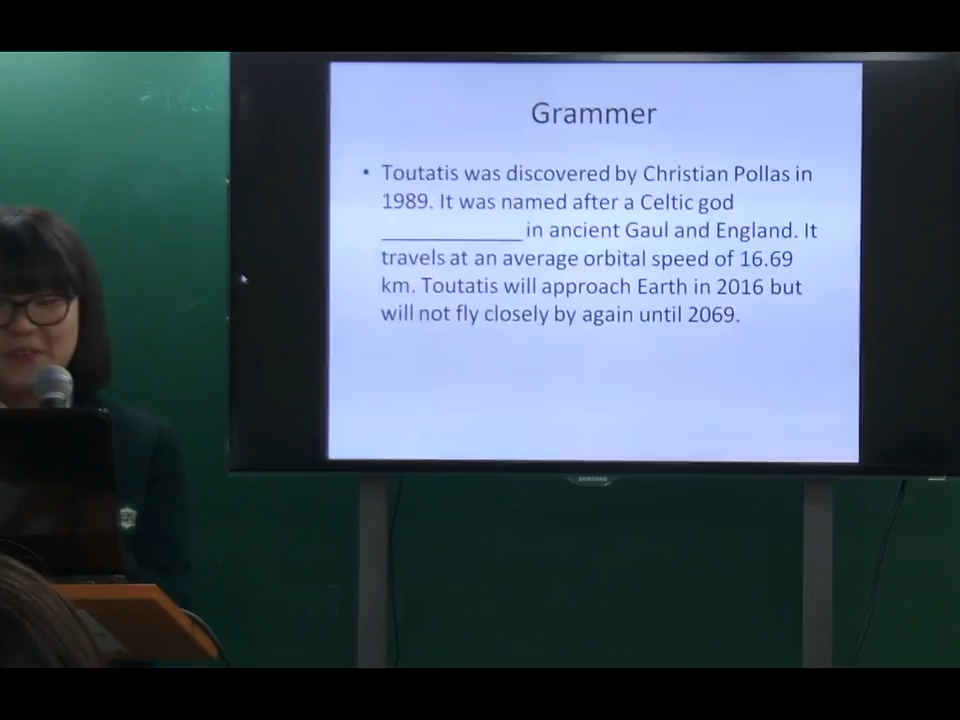 Grammer
• Toutatis was discovered by Christian Pollas in
1989. It was named after a Celtic god
____________ in ancient Gaul and England. It
travels at an average orbital speed of 16.69
km. Toutatis will approach Earth in 2016 but
will not fly closely by again until 2069.
SAMSUNG